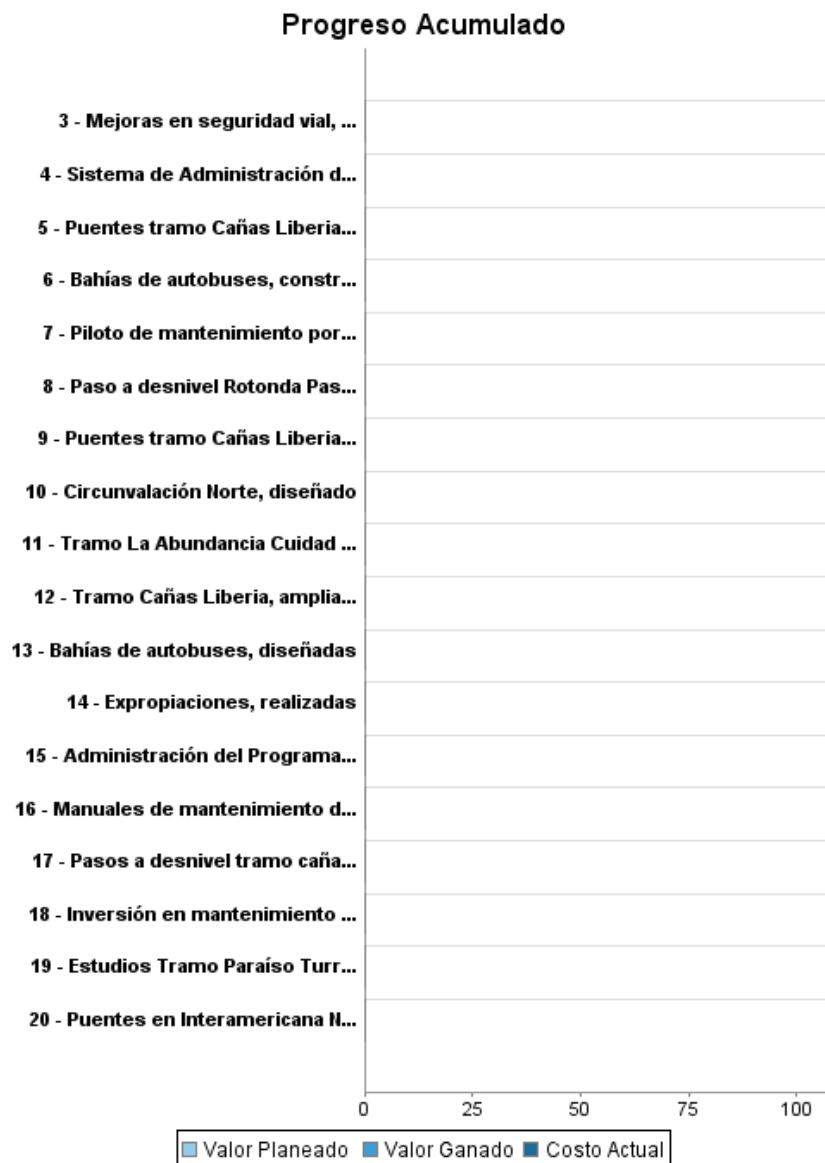 Progreso Acumulado
3 - Mejoras en seguridad vial, ...
4 - Sistema de Administración d...
5 - Puentes tramo Cañas Liberia...
6 - Bahías de autobuses, constr...
7 - Piloto de mantenimiento por...
8 - Paso a desnivel Rotonda Pas...
9 - Puentes tramo Cañas Liberia...
10 - Circunvalación Norte, diseñado
11 - Tramo La Abundancia Cuidad ...
12 - Tramo Cañas Liberia, amplia...
13 - Bahías de autobuses, diseñadas
14 - Expropiaciones, realizadas
15 - Administración del Programa...
16 - Manuales de mantenimiento d...
17 - Pasos a desnivel tramo caña...
18 - Inversión en mantenimiento ...
19 - Estudios Tramo Paraíso Turr...
20 - Puentes en Interamericana N...
0 25 50 75 100
Valor Planeado Valor Ganado Costo Actual